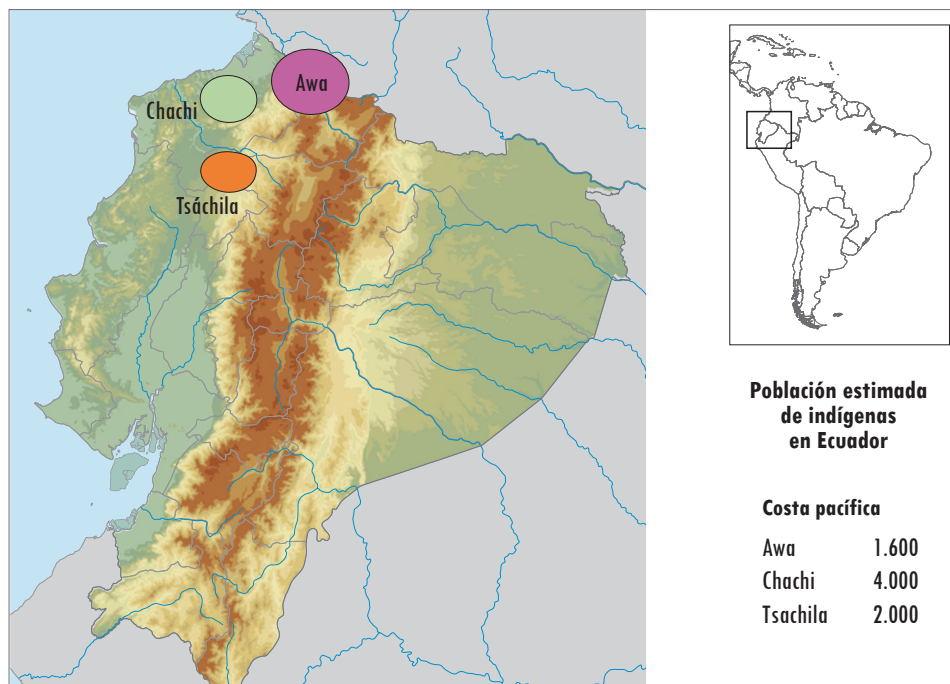 Awa
Chachi
Tsáchila
Población estimada
de indígenas
en Ecuador
Costa pacífica
Awa 1.600
Chachi 4.000
Tsachila 2.000